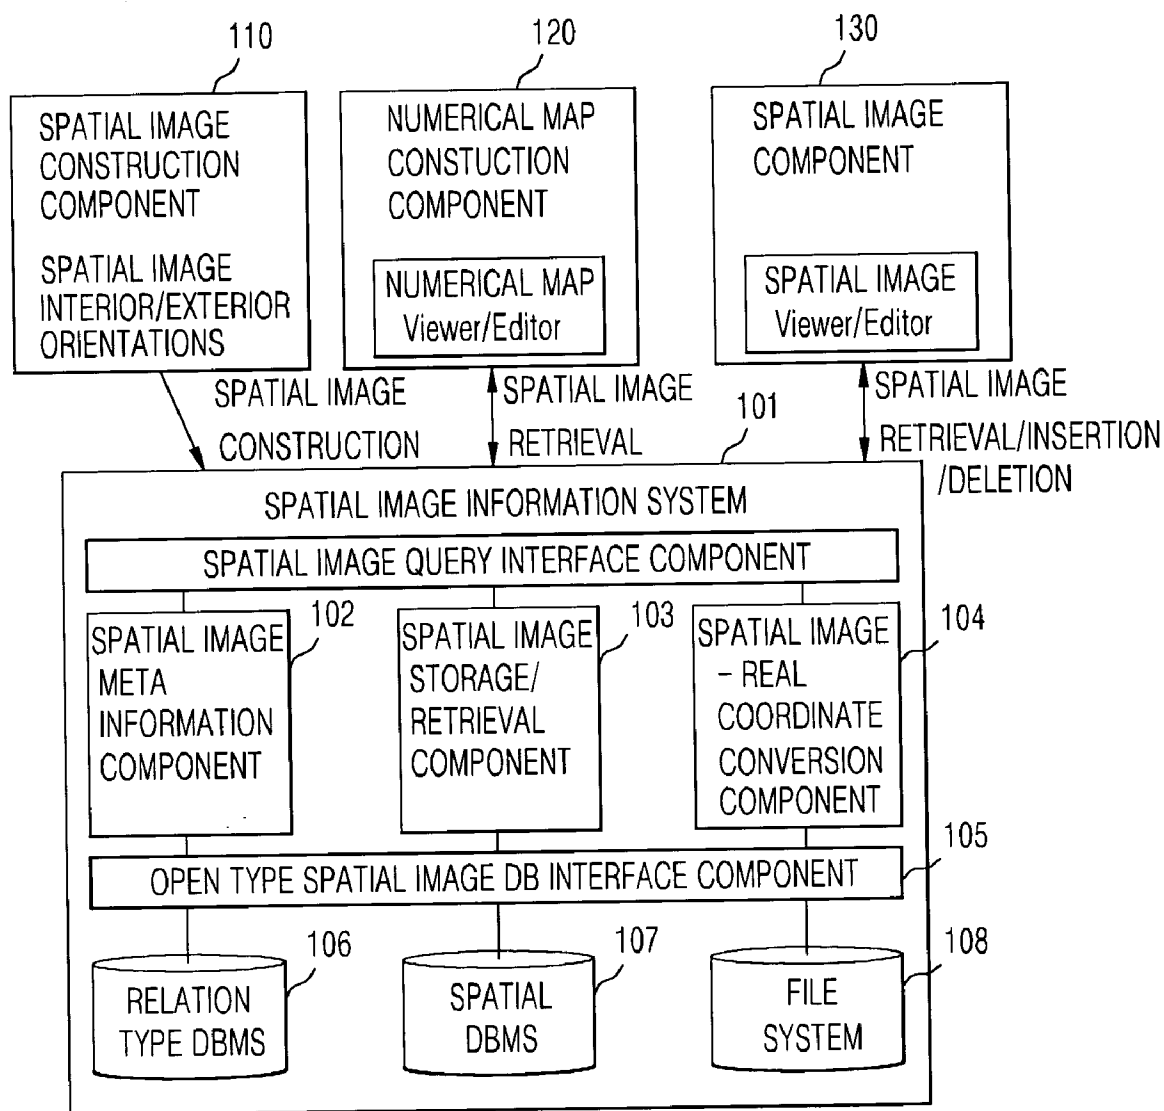 110
120
130
SPATIAL IMAGE
CONSTRUCTION
COMPONENT
SPATIAL IMAGE
INTERIOR/EXTERIOR
ORIENTATIONS
NUMERICAL MAP
CONSTUCTION
COMPONENT
NUMERICAL MAP
Viewer/Editor
SPATIAL IMAGE
COMPONENT
SPATIAL IMAGE
Viewer/Editor
SPATIAL IMAGE
CONSTRUCTION
SPATIAL IMAGE
RETRIEVAL
SPATIAL IMAGE
RETRIEVAL/INSERTION
/DELETION
101
SPATIAL IMAGE INFORMATION SYSTEM
SPATIAL IMAGE QUERY INTERFACE COMPONENT
SPATIAL IMAGE
META
INFORMATION
COMPONENT
102
SPATIAL IMAGE
STORAGE/
RETRIEVAL
COMPONENT
103
SPATIAL IMAGE
– REAL
COORDINATE
CONVERSION
COMPONENT
104
OPEN TYPE SPATIAL IMAGE DB INTERFACE COMPONENT
105
RELATION
TYPE DBMS
106
SPATIAL
DBMS
107
FILE
SYSTEM
108